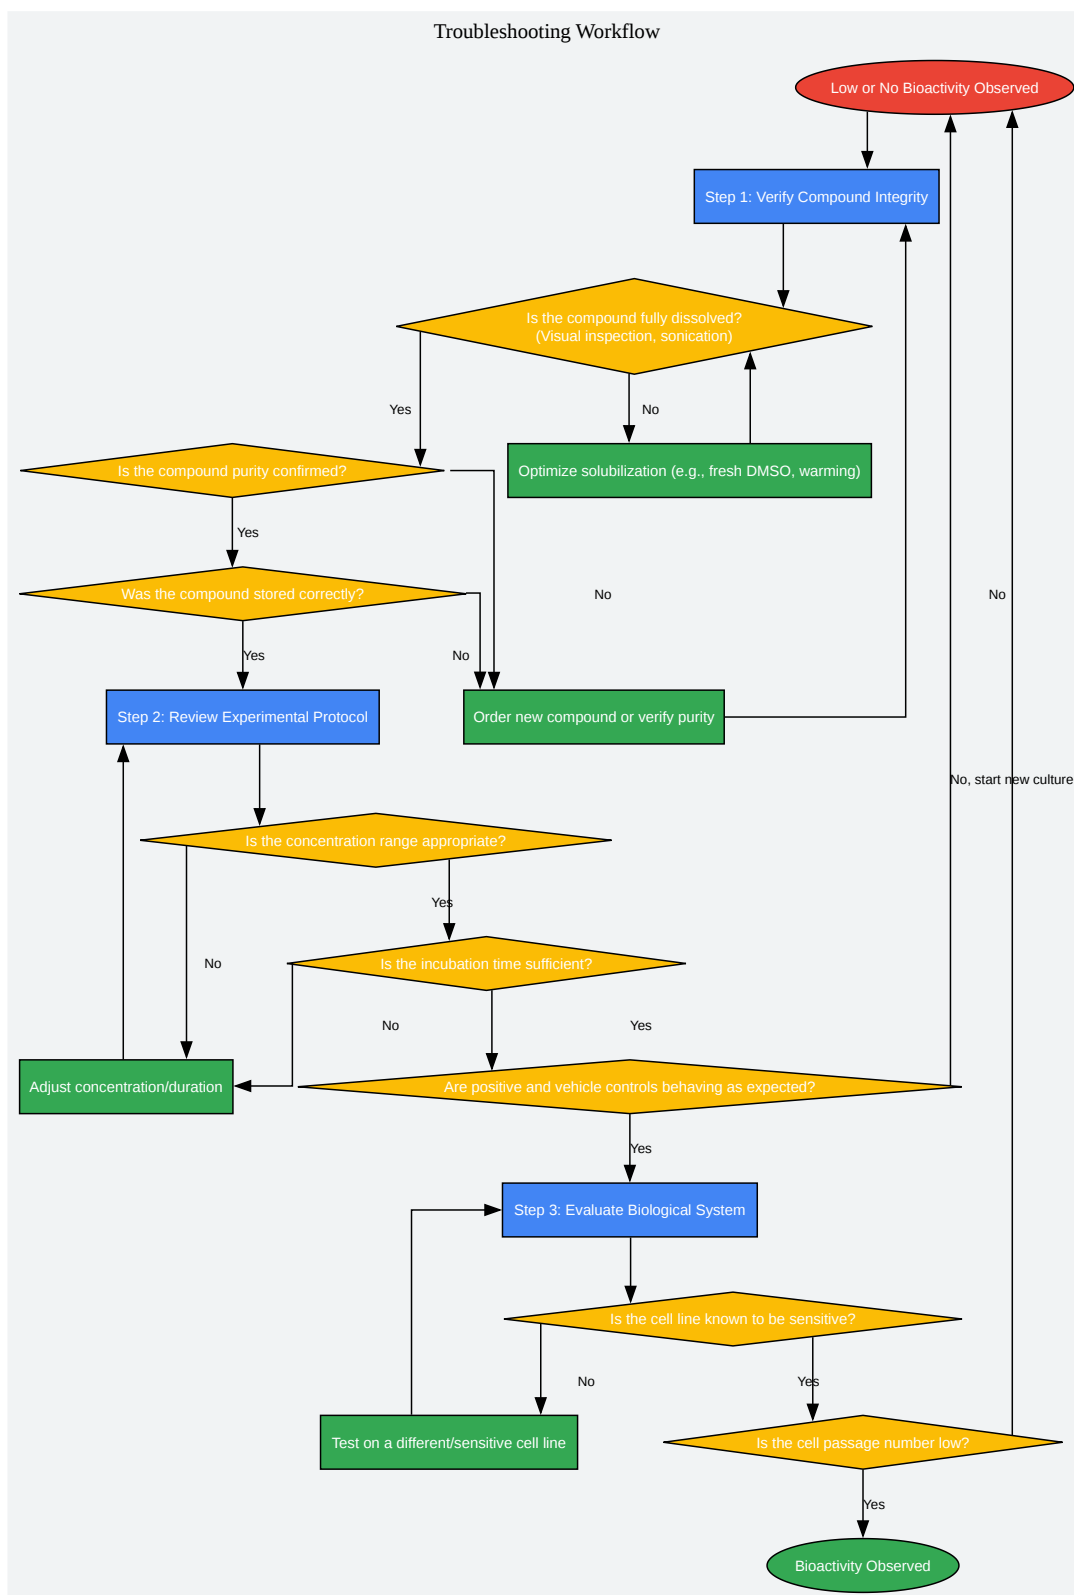 Troubleshooting Workflow
Low or No Bioactivity Observed
Step 1: Verify Compound Integrity
Is the compound fully dissolved?
(Visual inspection, sonication)
Yes
No
Is the compound purity confirmed?
Optimize solubilization (e.g., fresh DMSO, warming)
Yes
Was the compound stored correctly?
No
No
Yes
No
Step 2: Review Experimental Protocol
Order new compound or verify purity
No, start new culture
Is the concentration range appropriate?
Yes
No
Is the incubation time sufficient?
No
Yes
Adjust concentration/duration
Are positive and vehicle controls behaving as expected?
Yes
Step 3: Evaluate Biological System
Is the cell line known to be sensitive?
No
Yes
Test on a different/sensitive cell line
Is the cell passage number low?
Yes
Bioactivity Observed